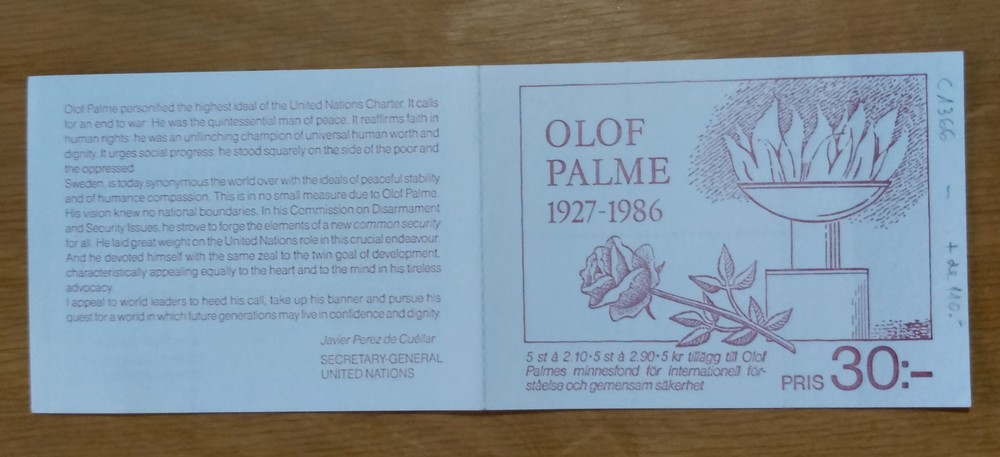 Olof Palme personified the highest ideal of the United Nations Charter. It calls
for an end to war. He was the quintessential man of peace. It reaffirms faith in
human rights: he was an unflinching champion of universal human worth and
dignity. It urges social progress: he stood squarely on the side of the poor and
the oppressed.
Sweden, is today synonymous the world over with the ideals of peaceful stability
and of humance compassion. This is in no small measure due to Olof Palme.
His vision knew no national boundaries. In his Commission on Disarmament
and Security Issues, he strove to forge the elements of a new common security
for all. He laid great weight on the United Nations role in this crucial endeavour.
And he devoted himself with the same zeal to the twin goal of development,
characteristically appealing equally to the heart and to the mind in his tireless
advocacy.
I appeal to world leaders to heed his call, take up his banner and pursue his
quest for a world in which future generations may live in confidence and dignity.
Javier Perez de Cuéllar
SECRETARY-GENERAL
UNITED NATIONS
OLOF
PALME
1927-1986
5 st à 2.10·5 st à 2.90·5 kr tillägg till Olof
Palmes minnesfond för internationell för-
ståelse och gemensam säkerhet
PRIS 30:-
C1366 - + de 110:-